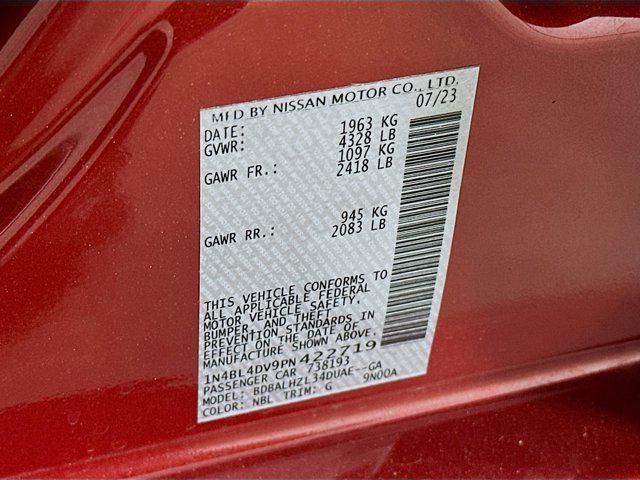 MFD BY NISSAN MOTOR CO., LTD.
DATE: 07/23
GVWR: 1963 KG
4328 LB
GAWR FR.: 1097 KG
2418 LB
GAWR RR.: 945 KG
2083 LB
THIS VEHICLE CONFORMS TO
ALL APPLICABLE FEDERAL
MOTOR VEHICLE SAFETY,
BUMPER, AND THEFT
PREVENTION STANDARDS IN
EFFECT ON THE DATE OF
MANUFACTURE SHOWN ABOVE.
1N4BL4DV9PN422719
PASSENGER CAR 738193
MODEL: BDBALHZL34DUAE--GA
COLOR: NBL TRIM: G 9N00A